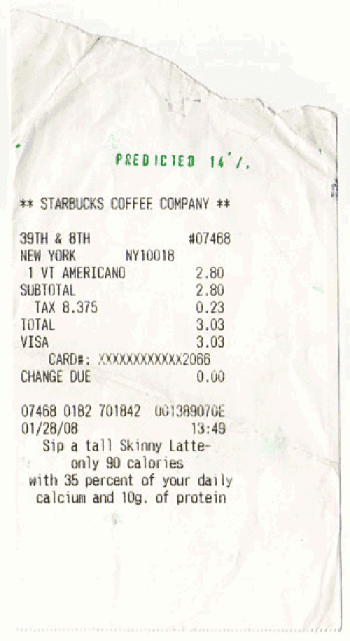 PREDICTED 14%.
** STARBUCKS COFFEE COMPANY **
39TH & 8TH #07468
NEW YORK NY10018
1 VT AMERICANO 2.80
SUBTOTAL 2.80
TAX 8.375 0.23
TOTAL 3.03
VISA 3.03
CARD#: XXXXXXXXXXXX2066
CHANGE DUE 0.00
07468 0182 701842 001389070E
01/28/08 13:49
Sip a tall Skinny Latte-
only 90 calories
with 35 percent of your daily
calcium and 10g. of protein